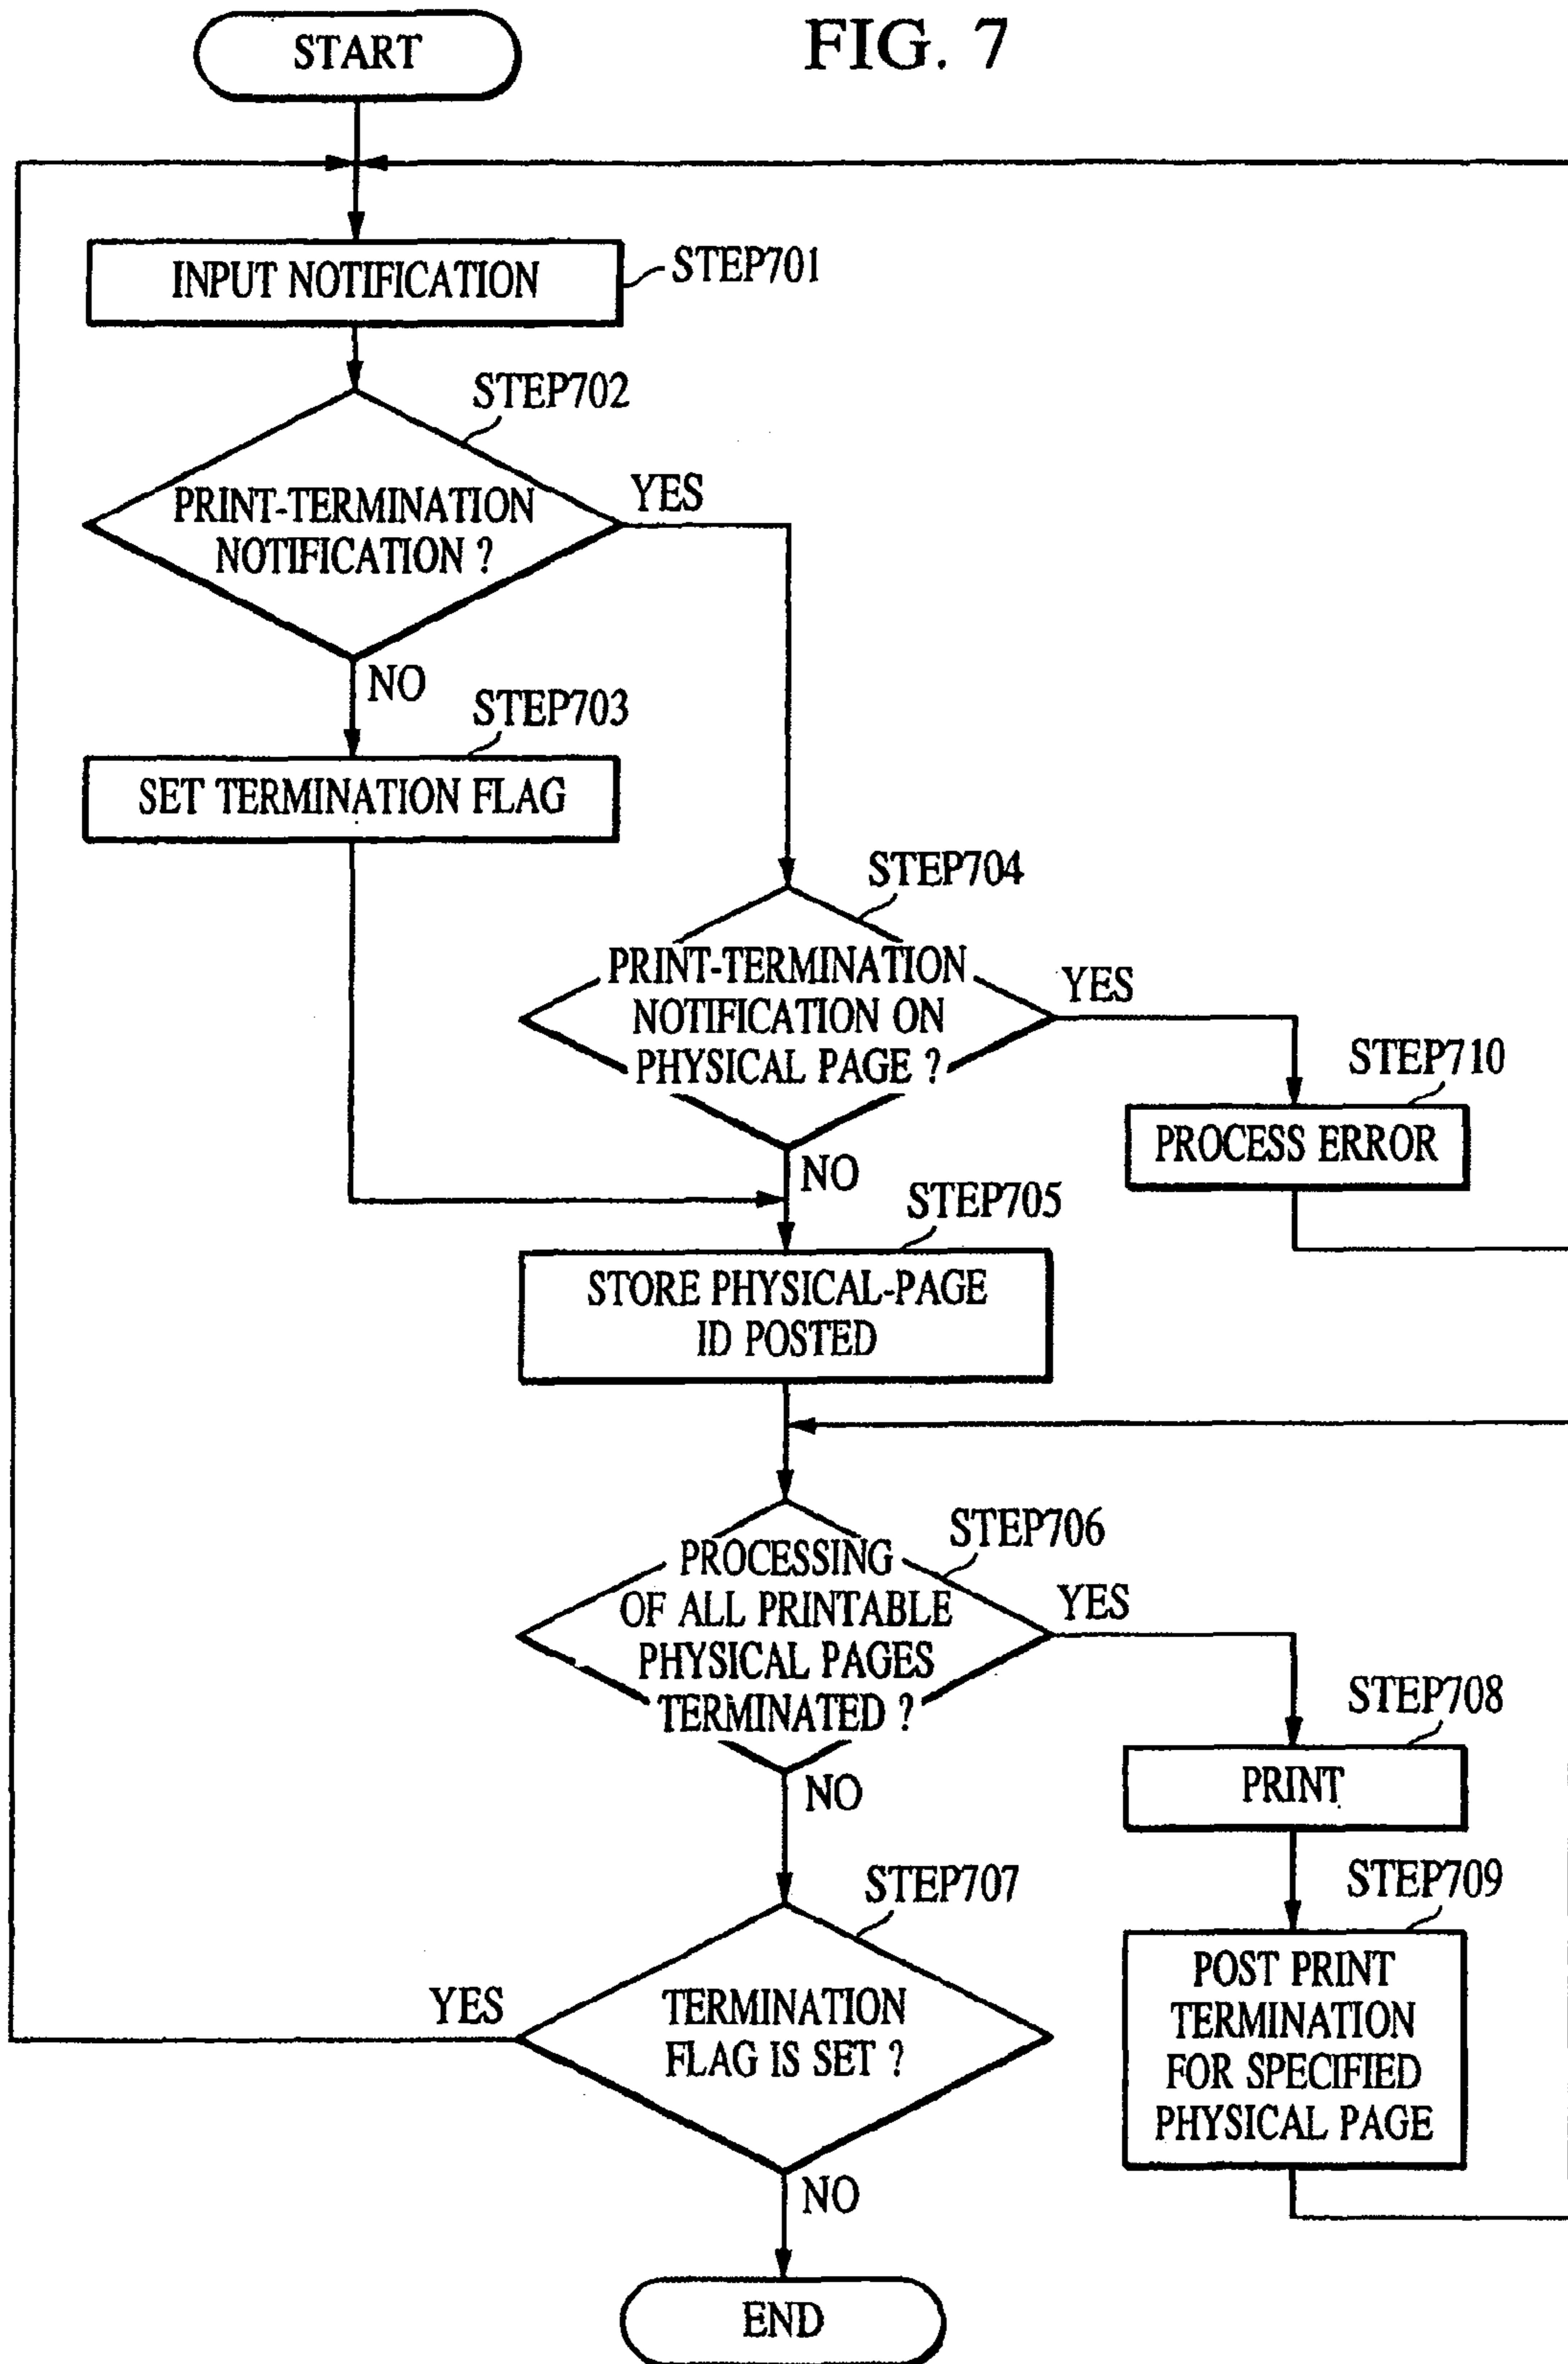 FIG. 7
START
INPUT NOTIFICATION
STEP701
STEP702
PRINT-TERMINATION
NOTIFICATION ?
YES
NO
STEP703
SET TERMINATION FLAG
STEP704
PRINT-TERMINATION
NOTIFICATION ON
PHYSICAL PAGE ?
YES
NO
STEP710
PROCESS ERROR
STEP705
STORE PHYSICAL-PAGE
ID POSTED
STEP706
PROCESSING
OF ALL PRINTABLE
PHYSICAL PAGES
TERMINATED ?
YES
NO
STEP708
PRINT
STEP709
POST PRINT
TERMINATION
FOR SPECIFIED
PHYSICAL PAGE
STEP707
TERMINATION
FLAG IS SET ?
YES
NO
END